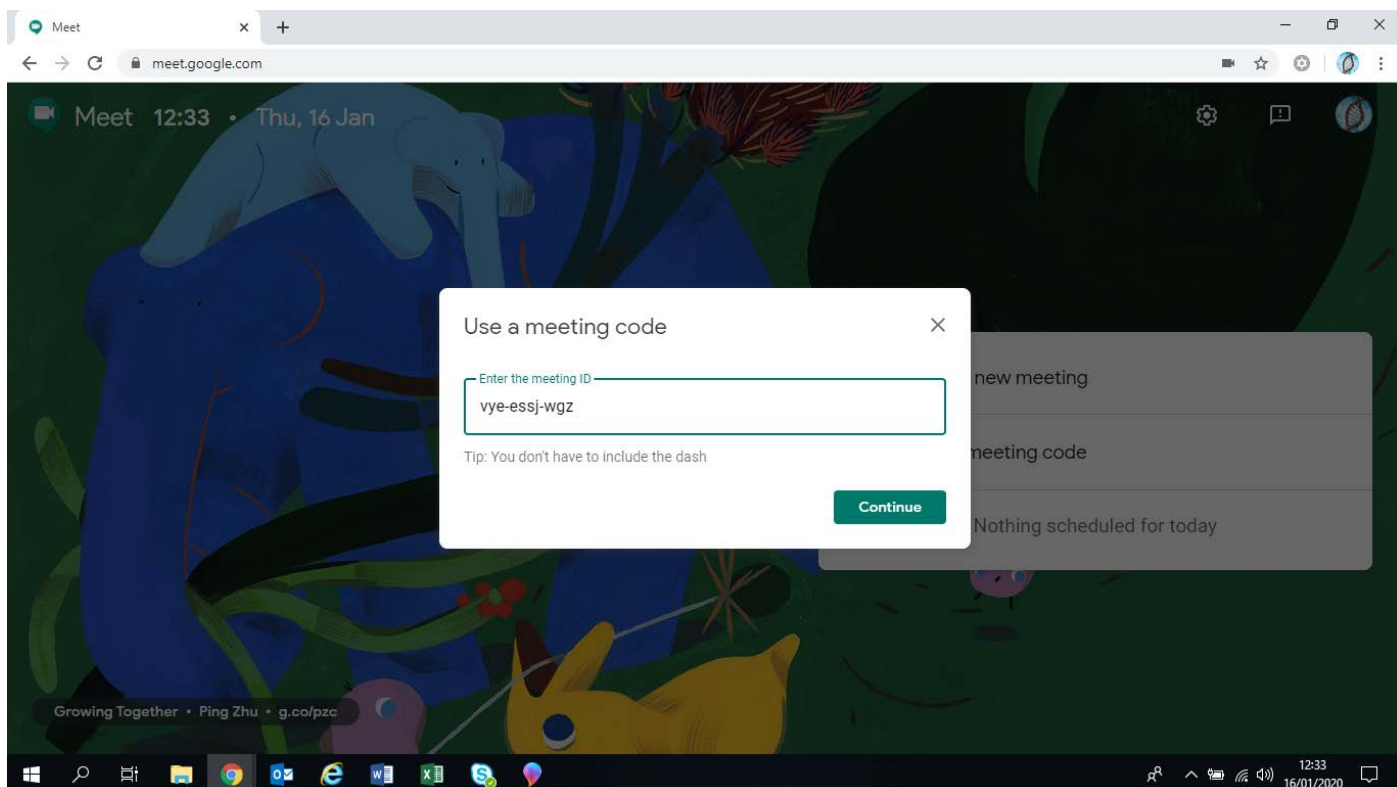 Meet
meet.google.com
Meet 12:33 • Thu, 16 Jan
Use a meeting code
Enter the meeting ID
vye-essj-wgz
Tip: You don't have to include the dash
Continue
new meeting
meeting code
Nothing scheduled for today
Growing Together • Ping Zhu • g.co/pzc
12:33
16/01/2020